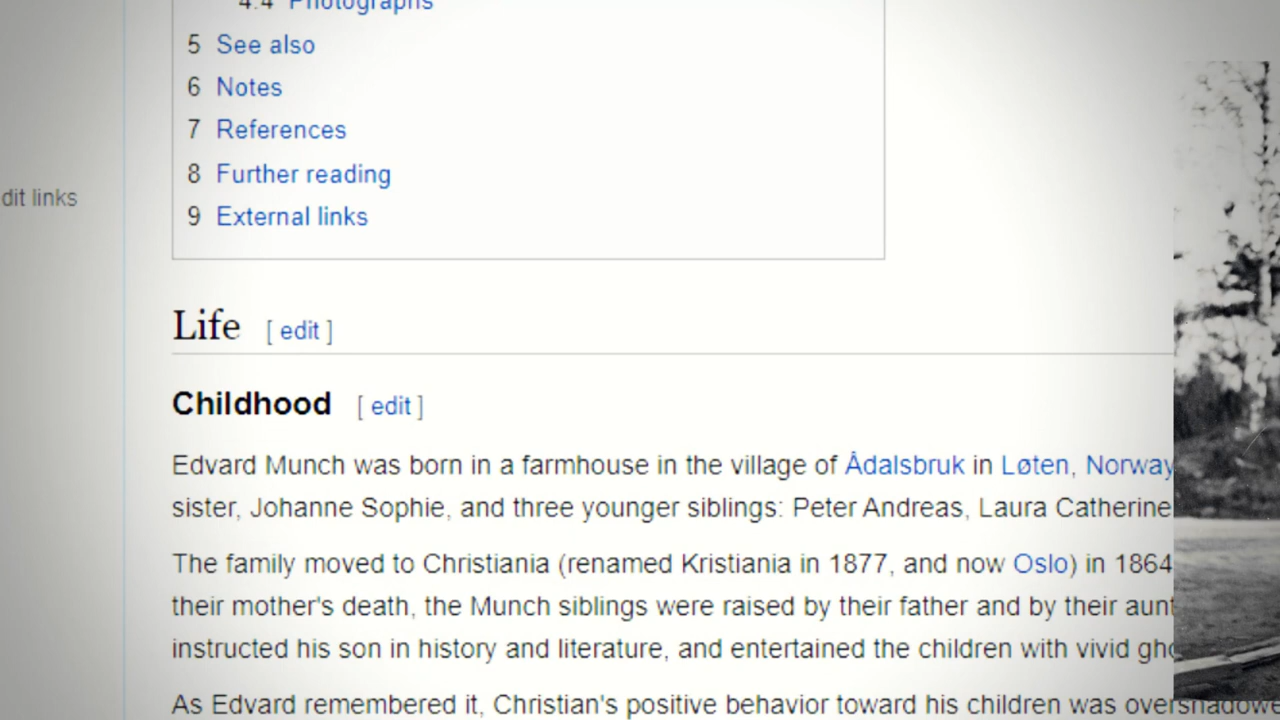 4.4 Photographs
5 See also
6 Notes
7 References
8 Further reading
9 External links
dit links
Life [ edit ]
Childhood [ edit ]
Edvard Munch was born in a farmhouse in the village of Ådalsbruk in Løten, Norway
sister, Johanne Sophie, and three younger siblings: Peter Andreas, Laura Catherine
The family moved to Christiania (renamed Kristiania in 1877, and now Oslo) in 1864
their mother's death, the Munch siblings were raised by their father and by their aunt
instructed his son in history and literature, and entertained the children with vivid gho
As Edvard remembered it, Christian's positive behavior toward his children was overshadowe